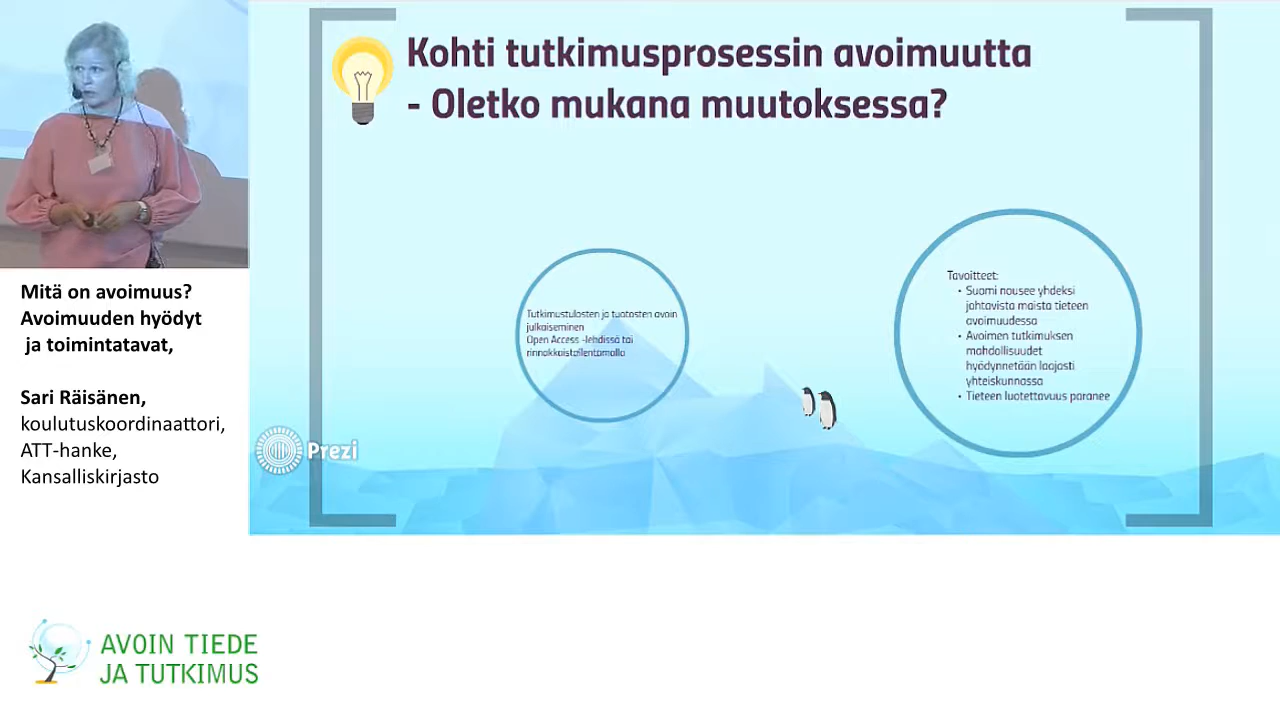 Kohti tutkimusprosessin avoimuutta
- Oletko mukana muutoksessa?
Tutkimustulosten ja tuotosten avoin
julkaiseminen
Open Access -lehdissä tai
rinnakkaistallentamalla
Tavoitteet:
• Suomi nousee yhdeksi
johtavista maista tieteen
avoimuudessa
• Avoimen tutkimuksen
mahdollisuudet
hyödynnetään laajasti
yhteiskunnassa
• Tieteen luotettavuus paranee
Prezi
Mitä on avoimuus?
Avoimuuden hyödyt
ja toimintatavat,
Sari Räisänen,
koulutuskoordinaattori,
ATT-hanke,
Kansalliskirjasto
AVOIN TIEDE
JA TUTKIMUS